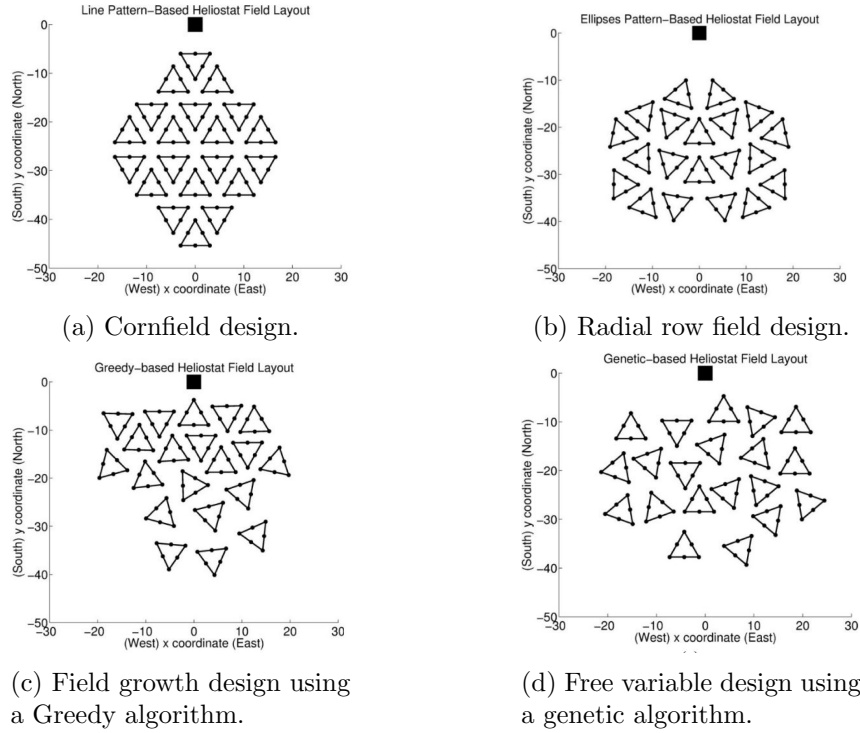 Line Pattern-Based Heliostat Field Layout
0
-10
-20
-30
-40
-50
-30 -20 -10 0 10 20 30
(South) y coordinate (North)
(West) x coordinate (East)
(a) Cornfield design.
Ellipses Pattern-Based Heliostat Field Layout
0
-10
-20
-30
-40
-50
-30 -20 -10 0 10 20 30
(South) y coordinate (North)
(West) x coordinate (East)
(b) Radial row field design.
Greedy-based Heliostat Field Layout
0
-10
-20
-30
-40
-50
-30 -20 -10 0 10 20 30
(South) y coordinate (North)
(West) x coordinate (East)
(c) Field growth design using
a Greedy algorithm.
Genetic-based Heliostat Field Layout
0
-10
-20
-30
-40
-50
-30 -20 -10 0 10 20 30
(South) y coordinate (North)
(West) x coordinate (East)
(d) Free variable design using
a genetic algorithm.